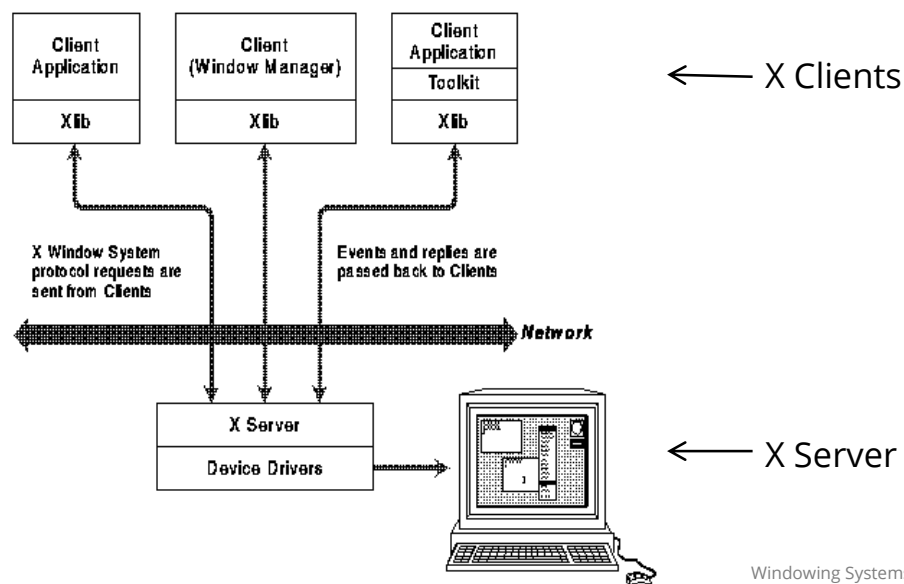 Client
Application
Xlib
Client
(Window Manager)
Xlib
Client
Application
Toolkit
Xlib
X Clients
X Window System
protocol requests are
sent from Clients
Events and replies are
passed back to Clients
Network
X Server
Device Drivers
X Server
Windowing System